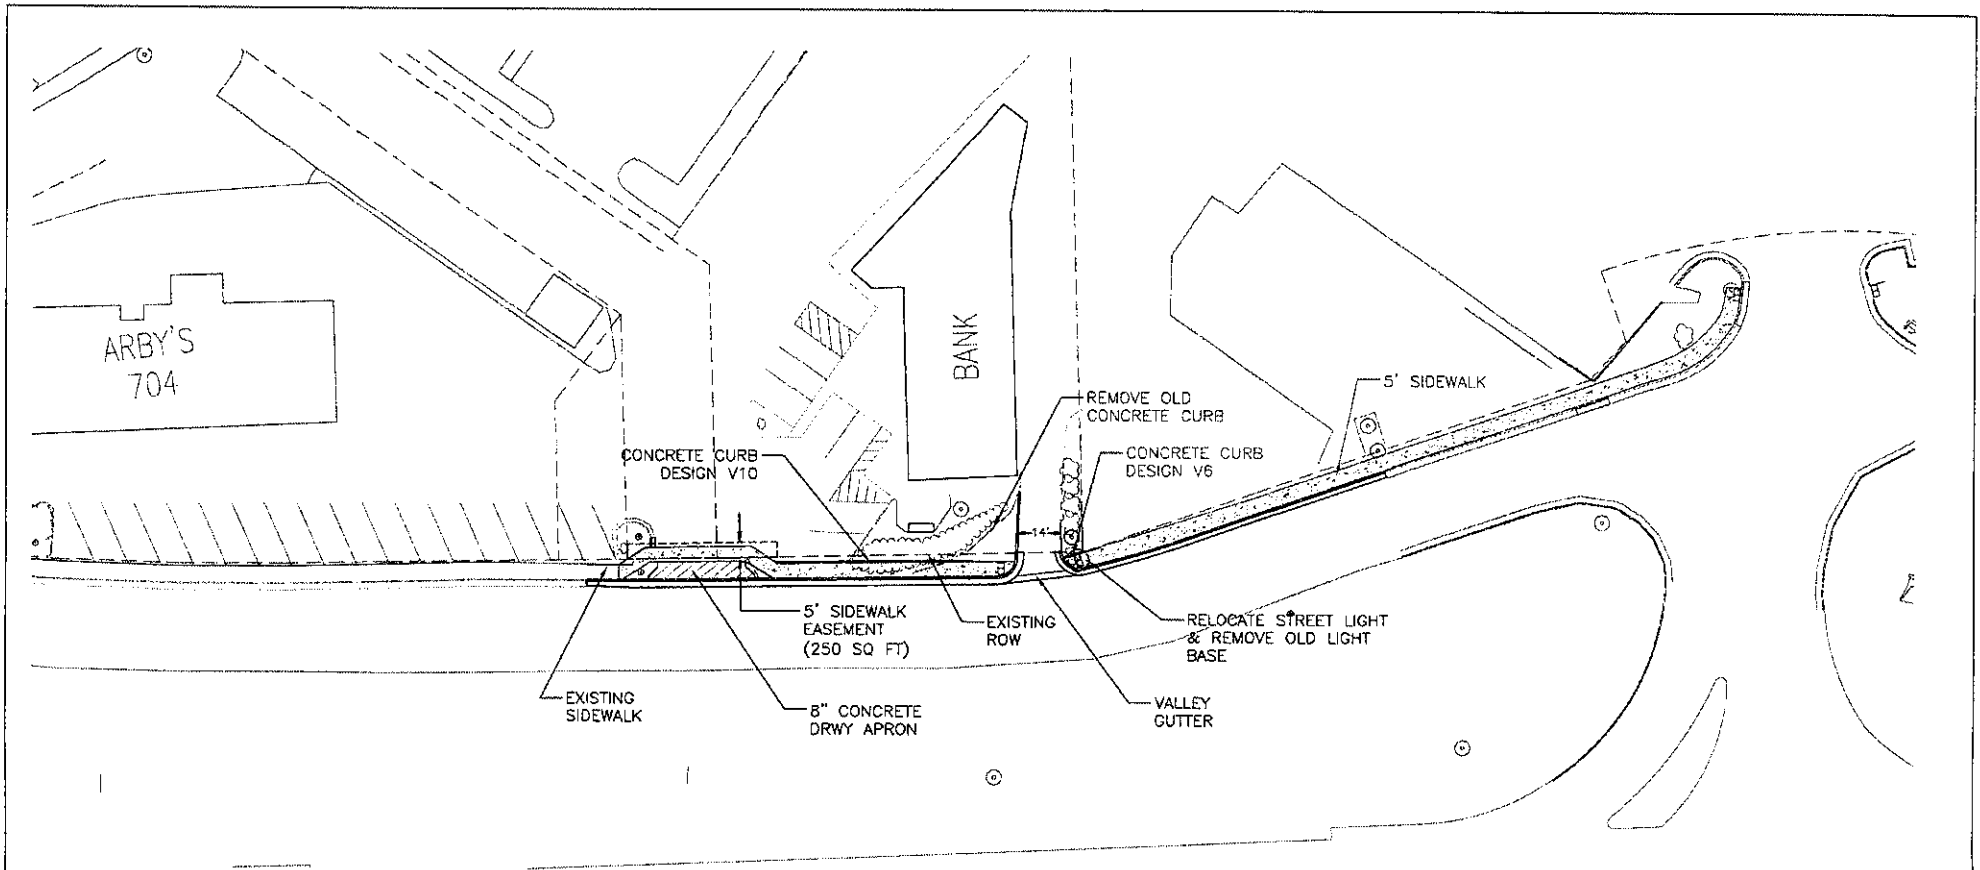 ARBY'S
704
BANK
5' SIDEWALK
REMOVE OLD
CONCRETE CURB
CONCRETE CURB
DESIGN V10
CONCRETE CURB
DESIGN V6
14'
5' SIDEWALK
EASEMENT
(250 SQ FT)
EXISTING
ROW
RELOCATE STREET LIGHT
& REMOVE OLD LIGHT
BASE
EXISTING
SIDEWALK
8" CONCRETE
DRWY APRON
VALLEY
GUTTER